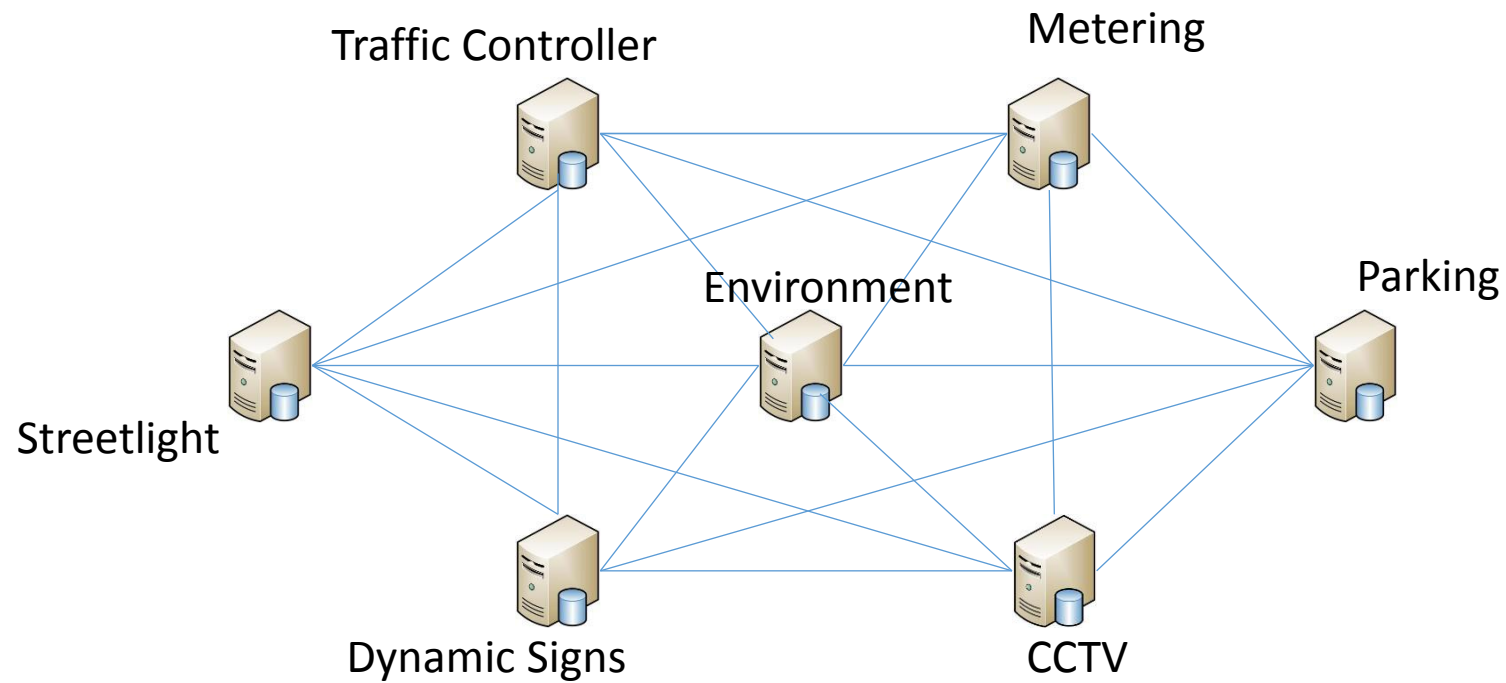 Traffic Controller
Metering
Environment
Parking
Streetlight
Dynamic Signs
CCTV